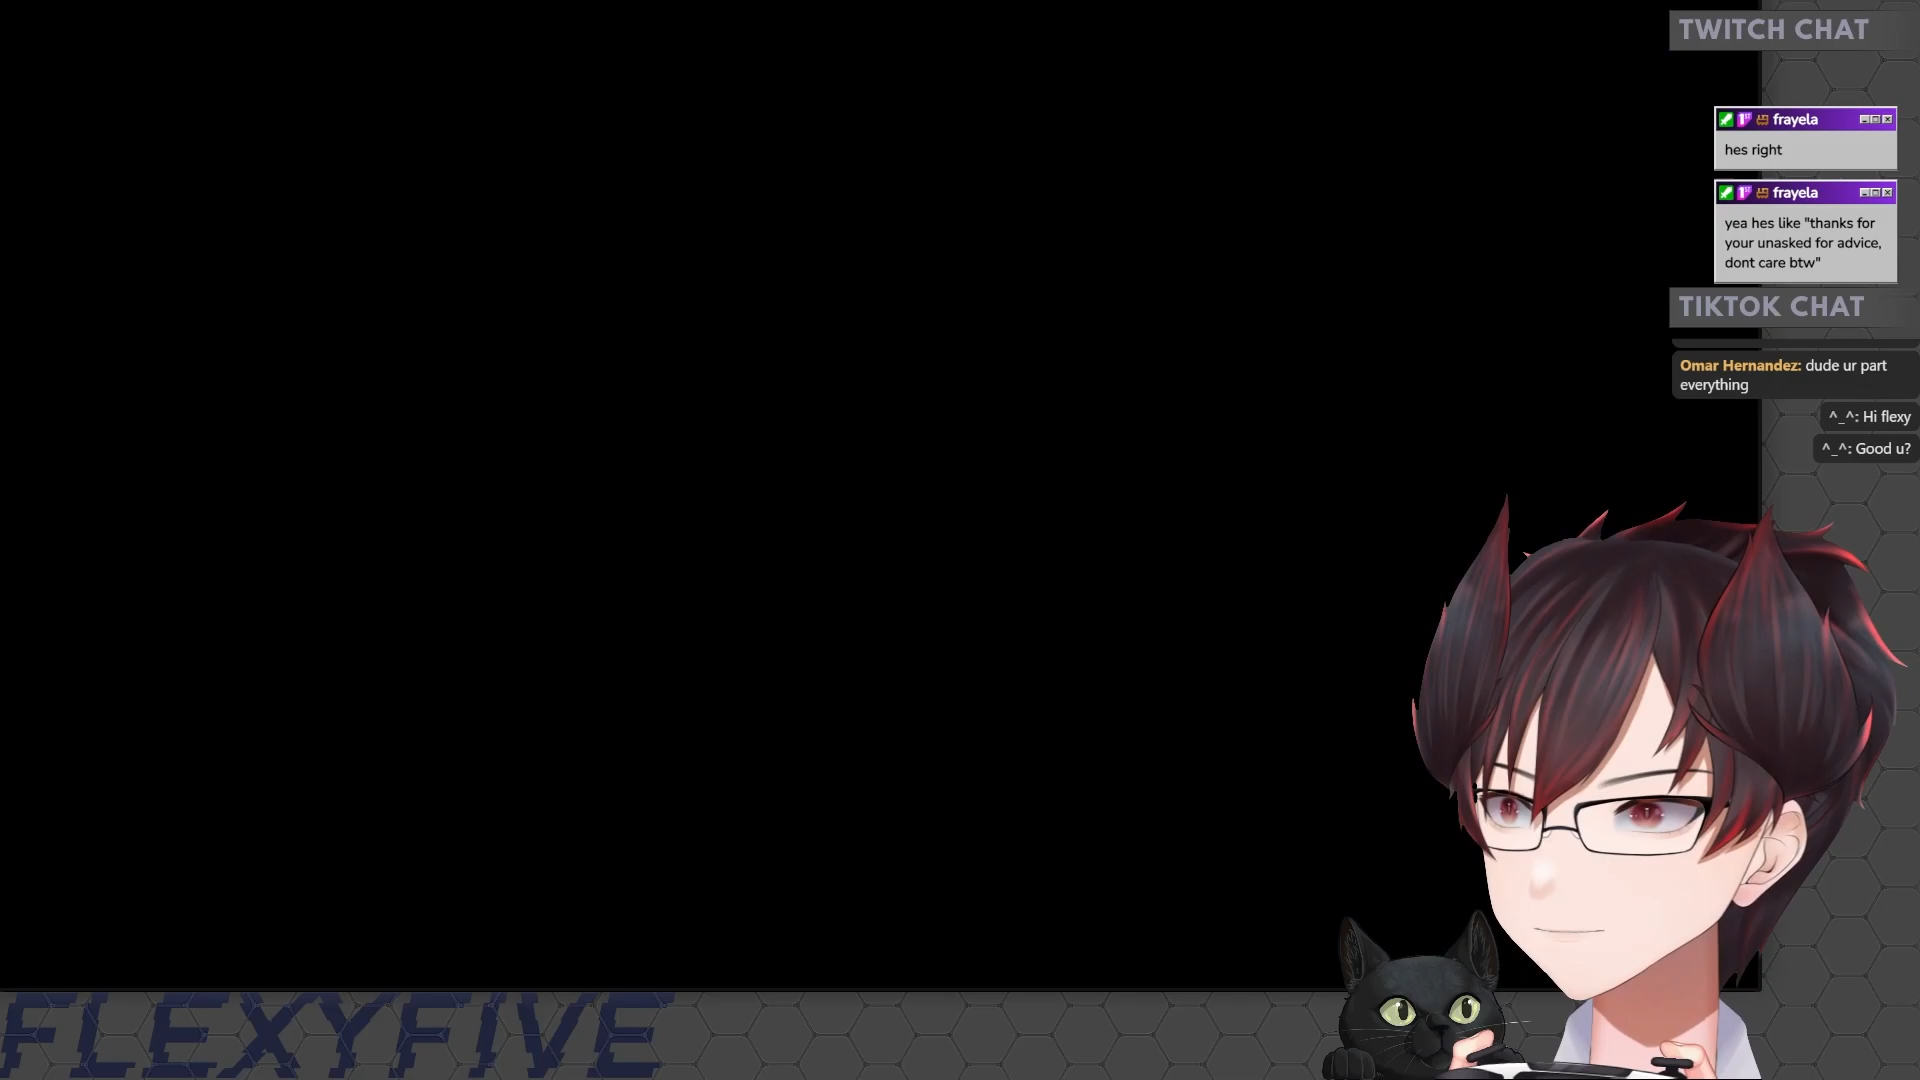 TWITCH CHAT
frayela
hes right
frayela
yea hes like "thanks for
your unasked for advice,
dont care btw"
TIKTOK CHAT
Omar Hernandez: dude ur part
everything
^_^: Hi flexy
^_^: Good u?
FLEXYFIVE